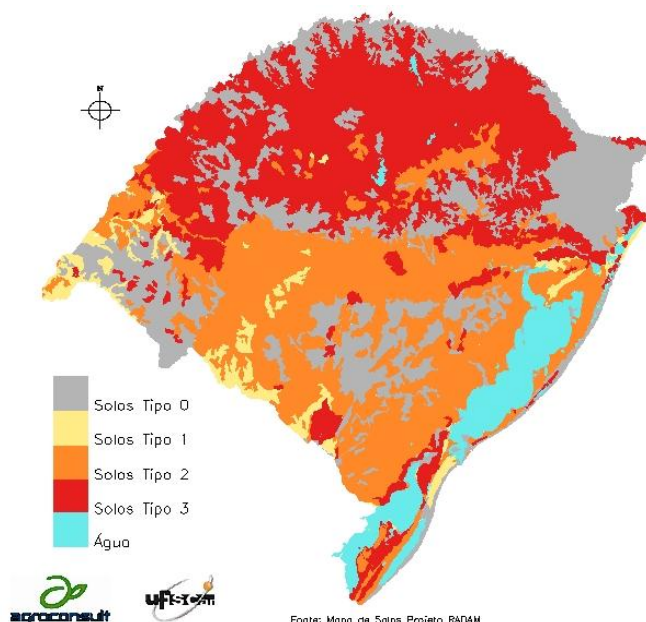 N
Solos Tipo 0
Solos Tipo 1
Solos Tipo 2
Solos Tipo 3
Água
agroconsult
Fonte: Mapa de Solos Projeto RADAM